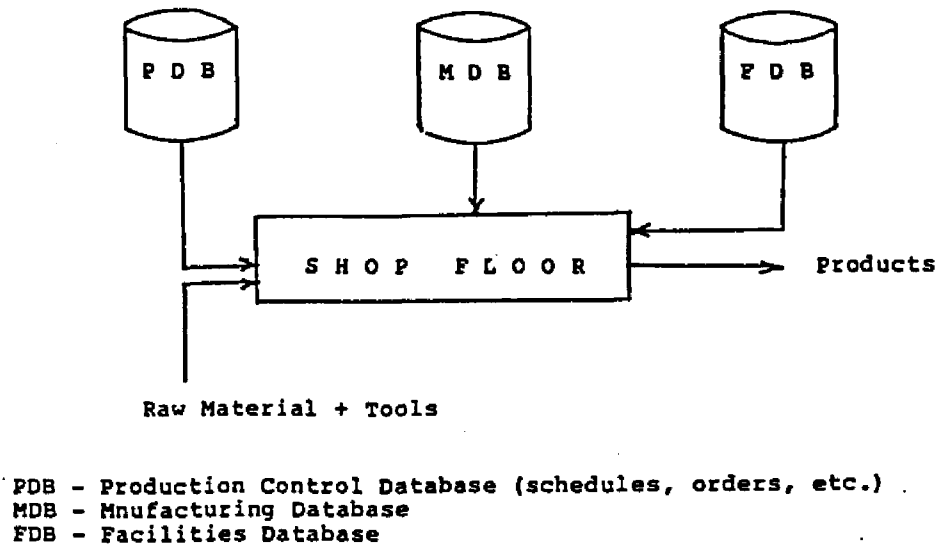 P D B
M D B
F D B
S H O P F L O O R
Products
Raw Material + Tools
PDB - Production Control Database (schedules, orders, etc.)
MDB - Mnufacturing Database
FDB - Facilities Database